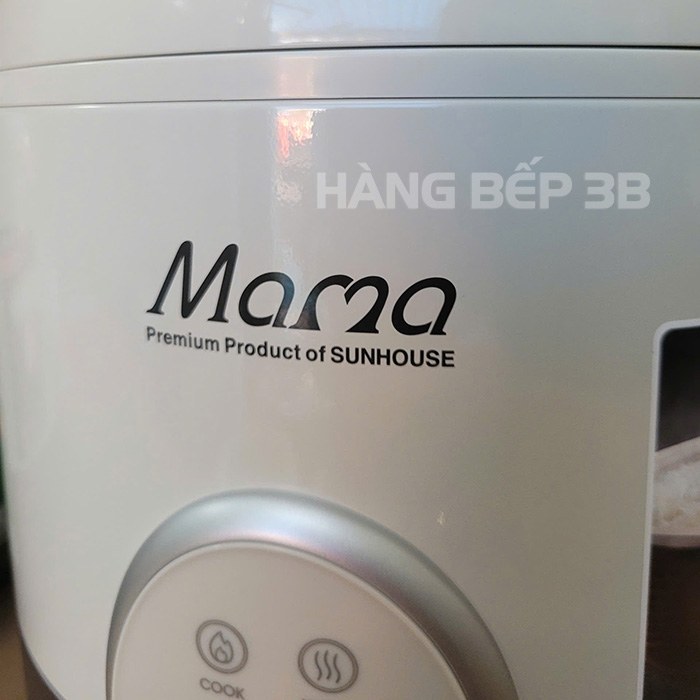 HÀNG BẾP 3B
Mama
Premium Product of SUNHOUSE
COOK